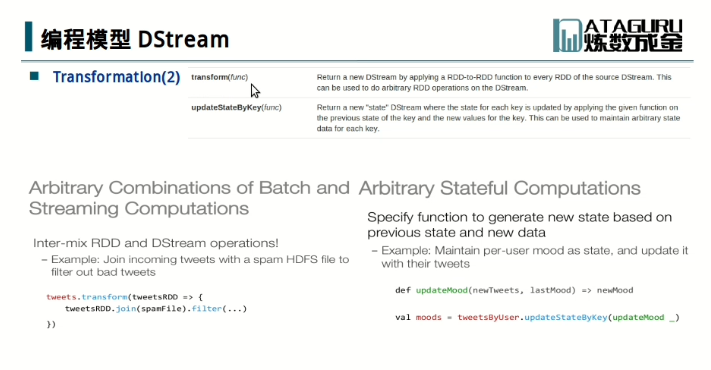 编程模型 DStream
ATAGURU
炼数成金
Transformation(2)
transform(func)
Return a new DStream by applying a RDD-to-RDD function to every RDD of the source DStream. This
can be used to do arbitrary RDD operations on the DStream.
updateStateByKey(func)
Return a new "state" DStream where the state for each key is updated by applying the given function on
the previous state of the key and the new values for the key. This can be used to maintain arbitrary state
data for each key.
Arbitrary Combinations of Batch and
Streaming Computations
Inter-mix RDD and DStream operations!
– Example: Join incoming tweets with a spam HDFS file to
filter out bad tweets
tweets.transform(tweetsRDD => {
tweetsRDD.join(spamFile).filter(...)
})
Arbitrary Stateful Computations
Specify function to generate new state based on
previous state and new data
– Example: Maintain per-user mood as state, and update it
with their tweets
def updateMood(newTweets, lastMood) => newMood
val moods = tweetsByUser.updateStateByKey(updateMood _)